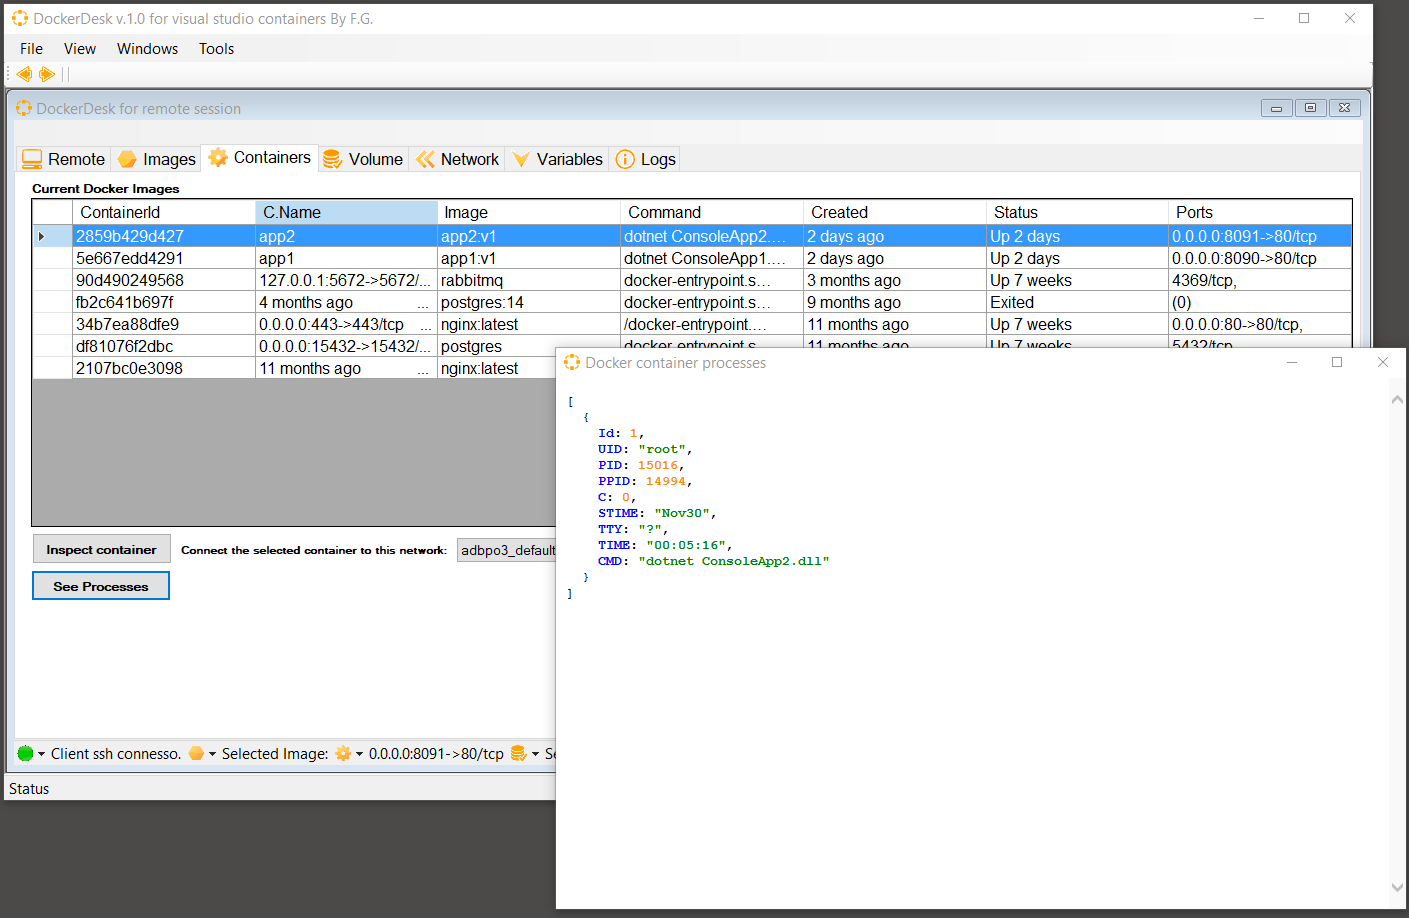 DockerDesk v.1.0 for visual studio containers By F.G.
File View Windows Tools
DockerDesk for remote session
Remote Images Containers Volume Network Variables Logs
Current Docker Images
ContainerId C.Name Image Command Created Status Ports
2859b429d427 app2 app2:v1 dotnet ConsoleApp2.... 2 days ago Up 2 days 0.0.0.0:8091->80/tcp
5e667edd4291 app1 app1:v1 dotnet ConsoleApp1.... 2 days ago Up 2 days 0.0.0.0:8090->80/tcp
90d490249568 127.0.0.1:5672->5672/... rabbitmq docker-entrypoint.s... 3 months ago Up 7 weeks 4369/tcp,
fb2c641b697f 4 months ago ... postgres:14 docker-entrypoint.s... 9 months ago Exited (0)
34b7ea88dfe9 0.0.0.0:443->443/tcp ... nginx:latest /docker-entrypoint.... 11 months ago Up 7 weeks 0.0.0.0:80->80/tcp,
df81076f2dbc 0.0.0.0:15432->15432/... postgres docker-entrypoint.s... 11 months ago Up 7 weeks 5432/tcp
2107bc0e3098 11 months ago ... nginx:latest
Inspect container Connect the selected container to this network: adbpo3_default
See Processes
Client ssh connesso. Selected Image: 0.0.0.0:8091->80/tcp
Status
Docker container processes
[
{
Id: 1,
UID: "root",
PID: 15016,
PPID: 14994,
C: 0,
STIME: "Nov30",
TTY: "?",
TIME: "00:05:16",
CMD: "dotnet ConsoleApp2.dll"
}
]